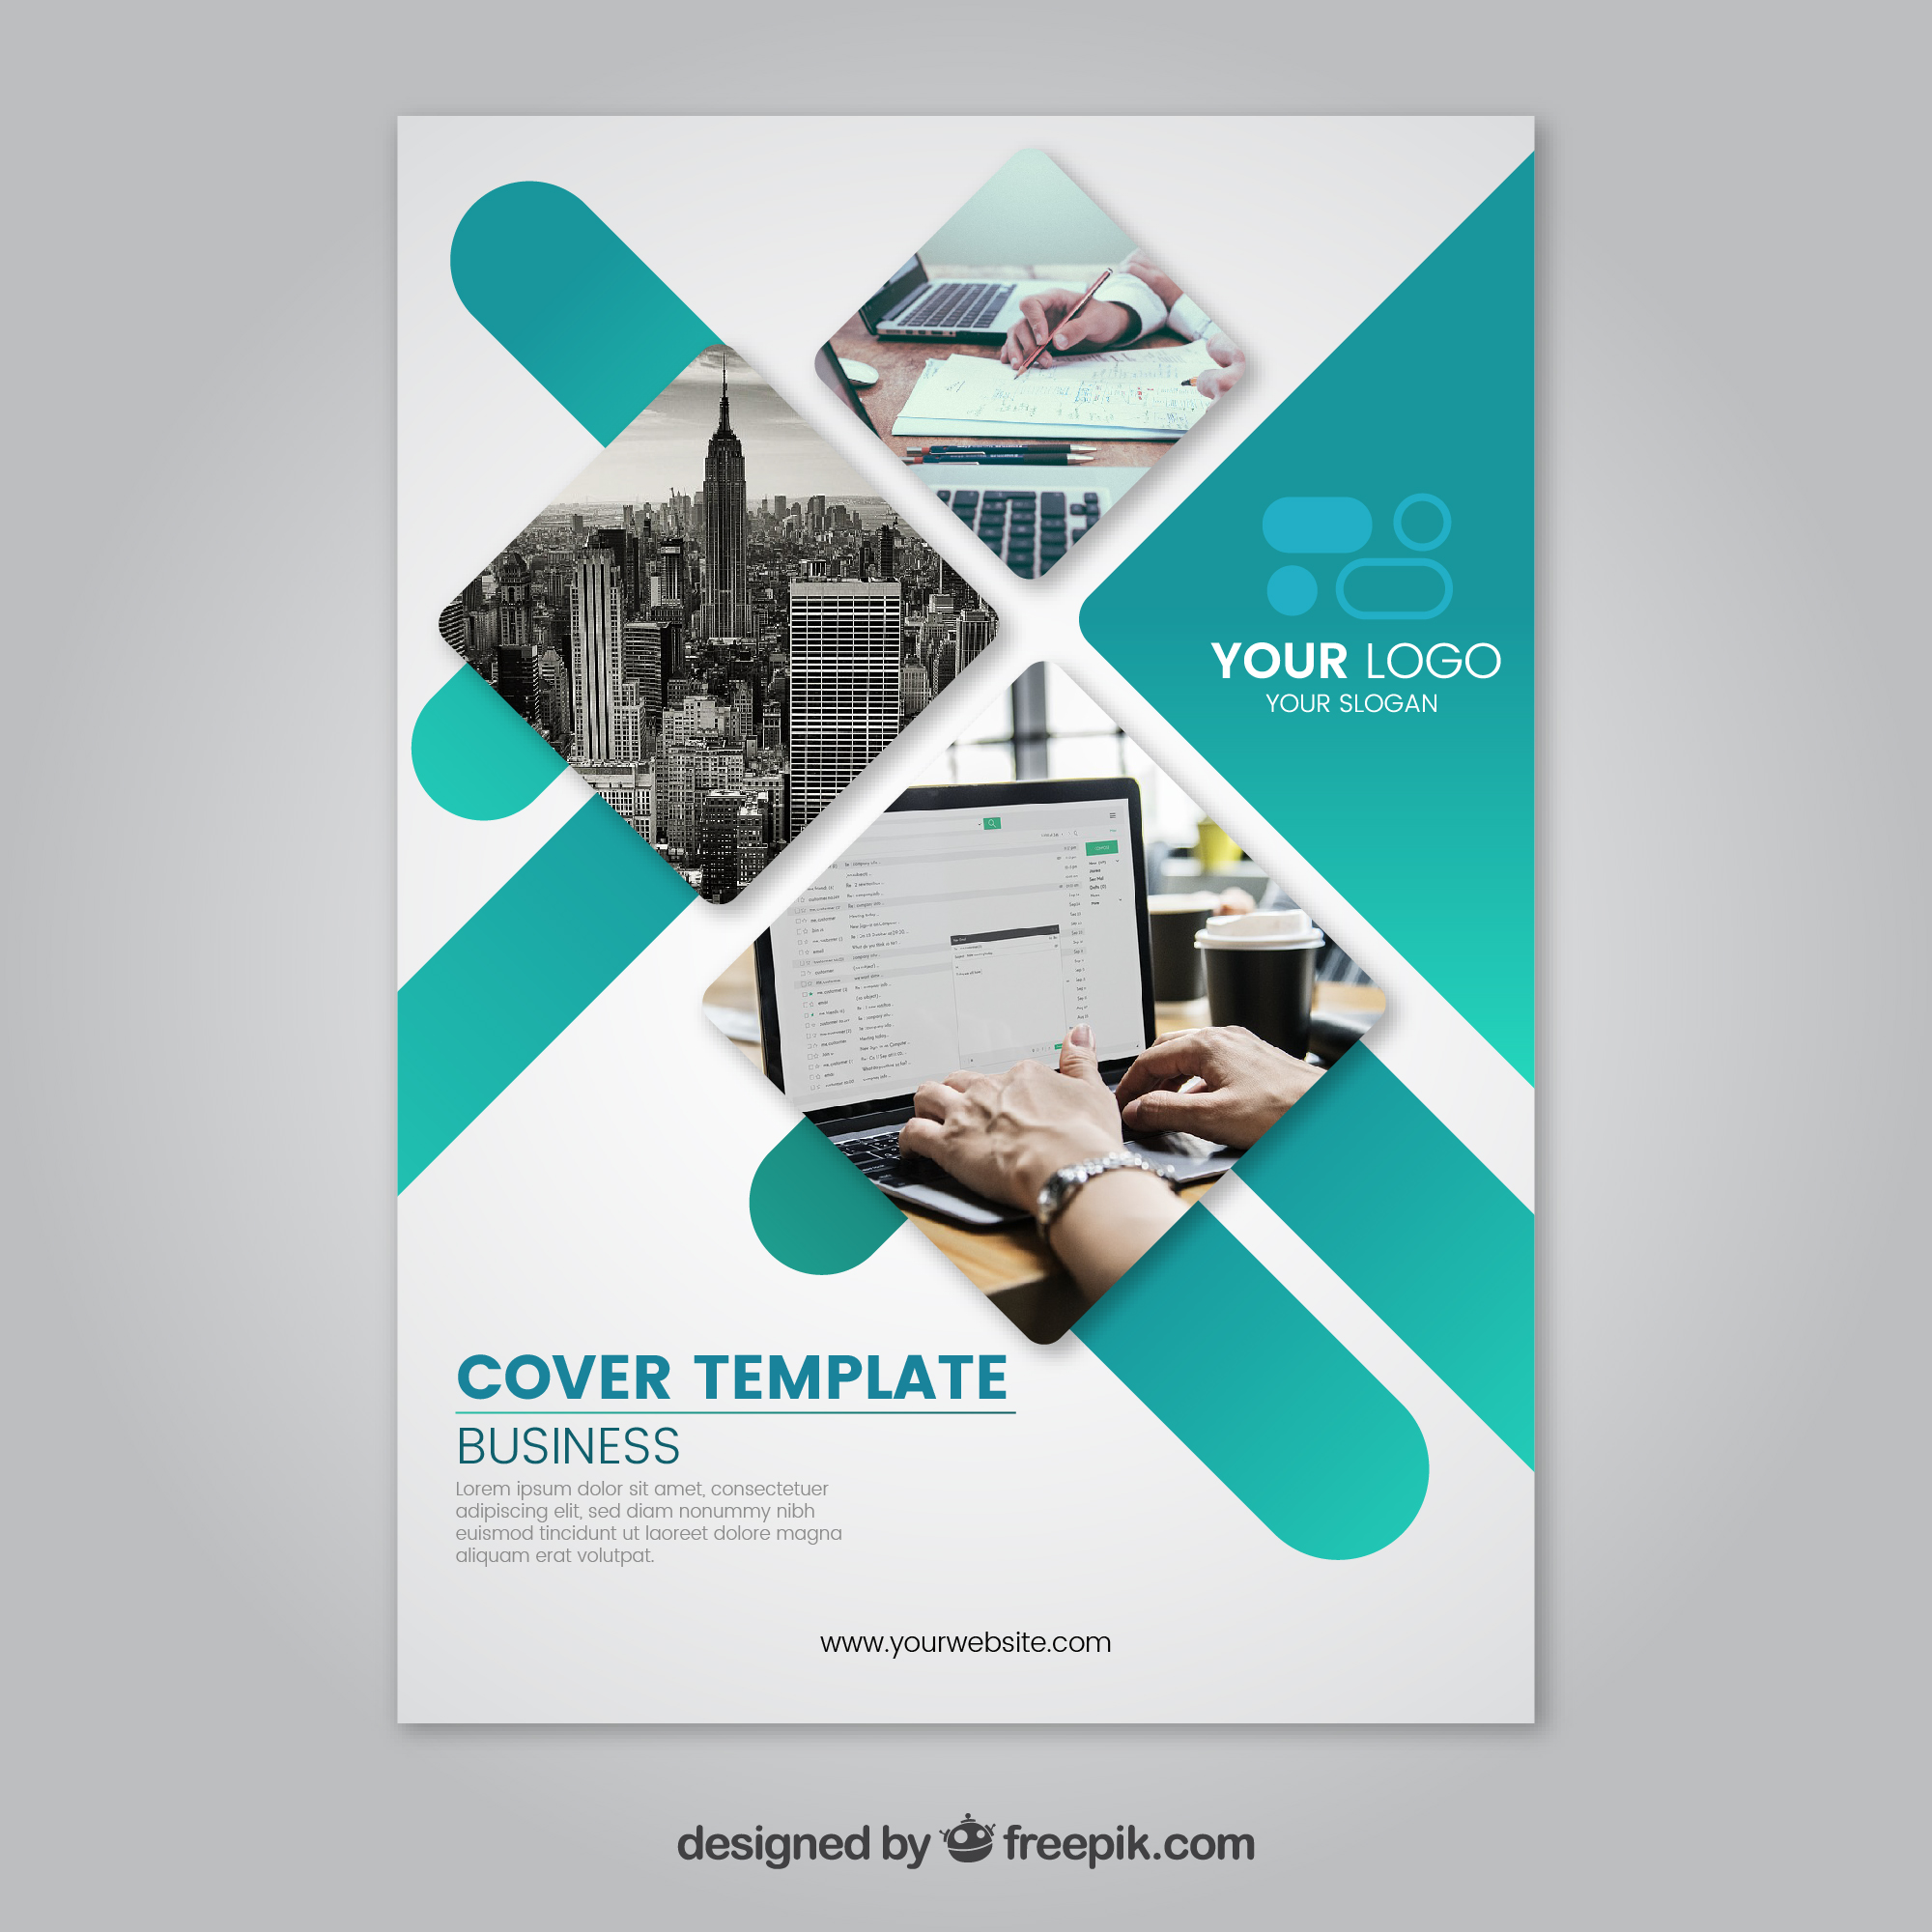 YOUR LOGO
YOUR SLOGAN
COVER TEMPLATE
BUSINESS
Lorem ipsum dolor sit amet, consectetuer
adipiscing elit, sed diam nonummy nibh
euismod tincidunt ut laoreet dolore magna
aliquam erat volutpat.
www.yourwebsite.com
designed by freepik.com